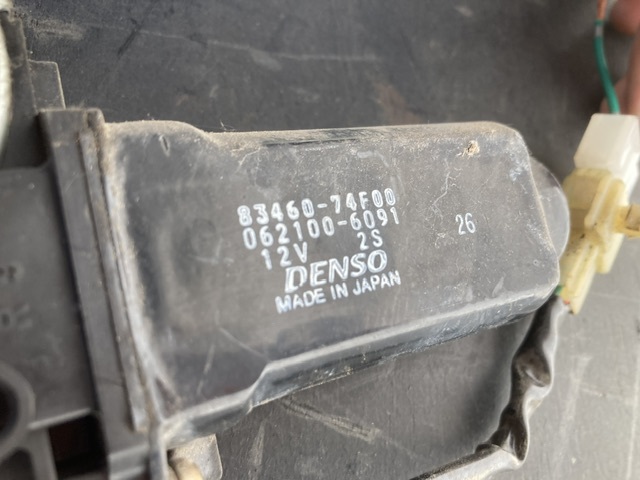 83460-74F00
062100-6091
12V 2S 26
DENSO
MADE IN JAPAN